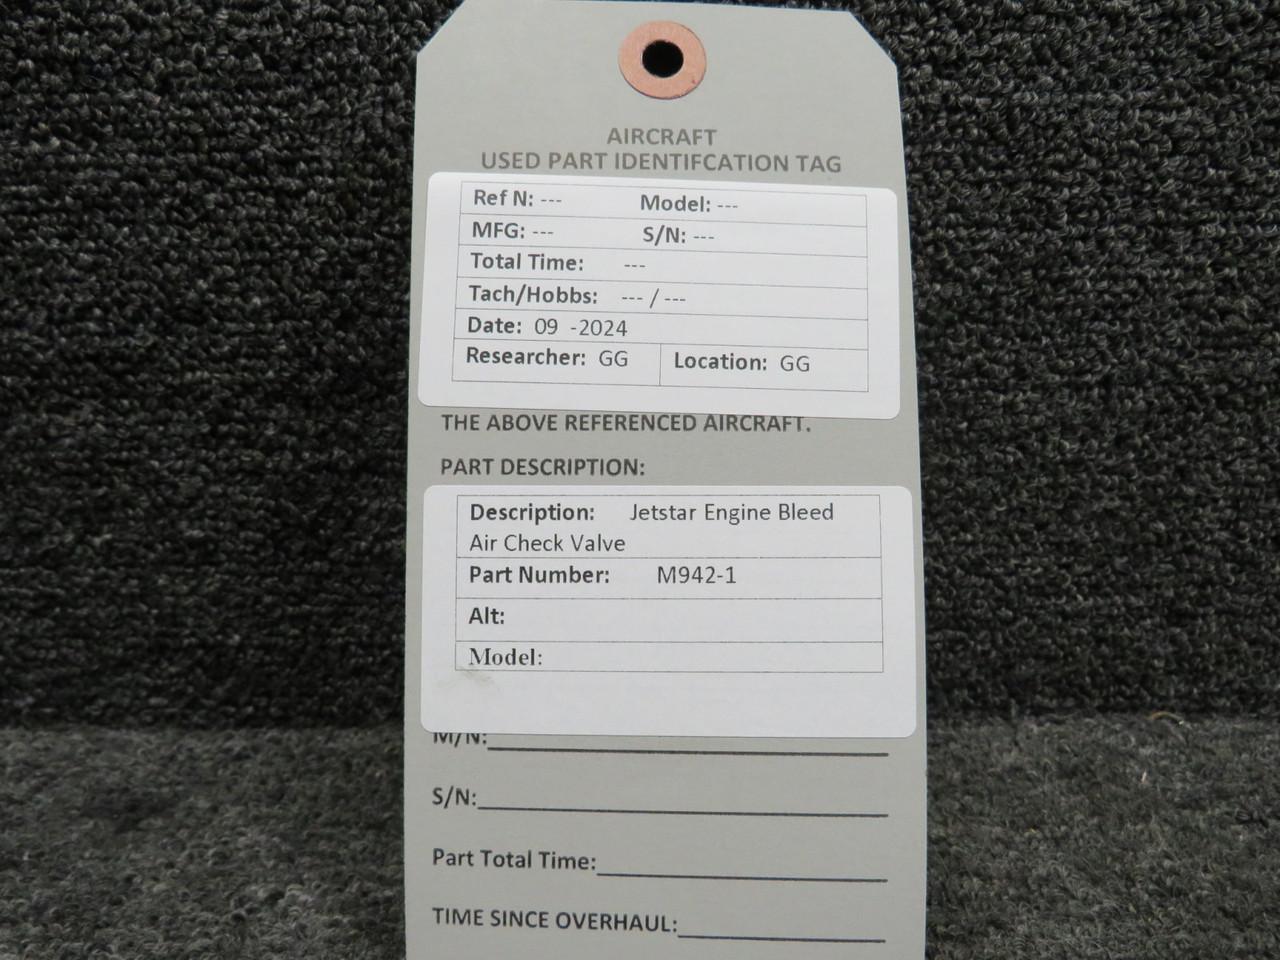 AIRCRAFT
USED PART IDENTIFCATION TAG
Ref N: --- Model: ---
MFG: --- S/N: ---
Total Time: ---
Tach/Hobbs: --- / ---
Date: 09 -2024
Researcher: GG Location: GG
THE ABOVE REFERENCED AIRCRAFT.
PART DESCRIPTION:
Description: Jetstar Engine Bleed
Air Check Valve
Part Number: M942-1
Alt:
Model:
M/N:
S/N:
Part Total Time:
TIME SINCE OVERHAUL: